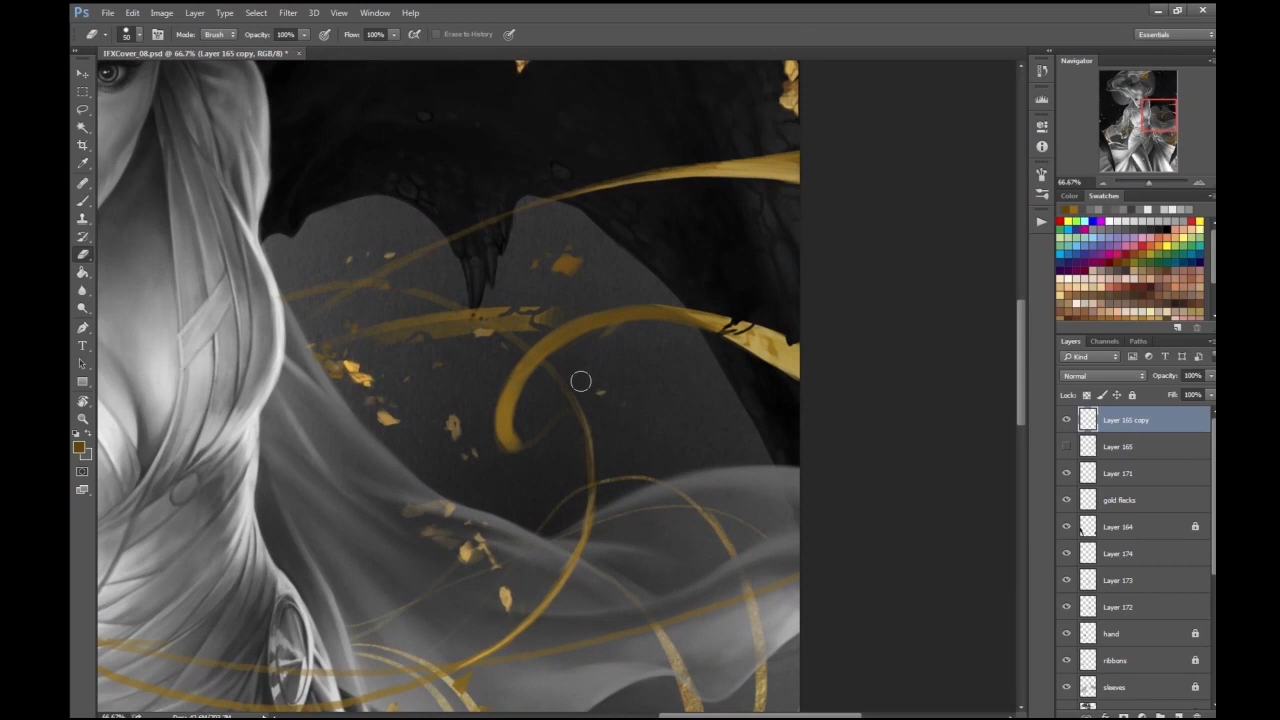 Ps File Edit Image Layer Type Select Filter 3D View Window Help
50 Mode: Brush Opacity: 100% Flow: 100% Erase to History Essentials
IFXCover_08.psd @ 66.7% (Layer 165 copy, RGB/8) * ×
Navigator
66.67%
Color Swatches
Layers Channels Paths
Kind
Normal Opacity: 100%
Lock: Fill: 100%
Layer 165 copy
Layer 165
Layer 171
gold flecks
Layer 164
Layer 174
Layer 173
Layer 172
hand
ribbons
sleeves
66.67%